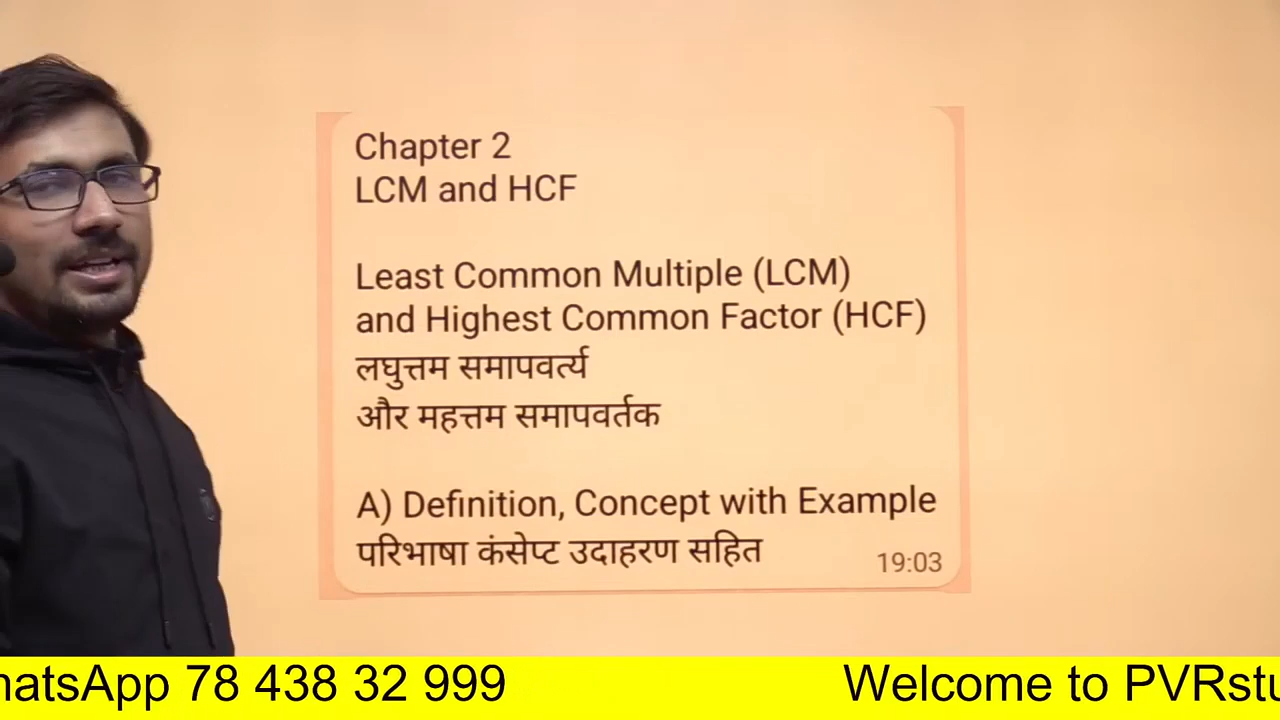 Chapter 2
LCM and HCF
Least Common Multiple (LCM)
and Highest Common Factor (HCF)
लघुत्तम समापवर्त्य
और महत्तम समापवर्तक
A) Definition, Concept with Example
परिभाषा कंसेप्ट उदाहरण सहित
19:03
hatsApp 78 438 32 999
Welcome to PVRstu